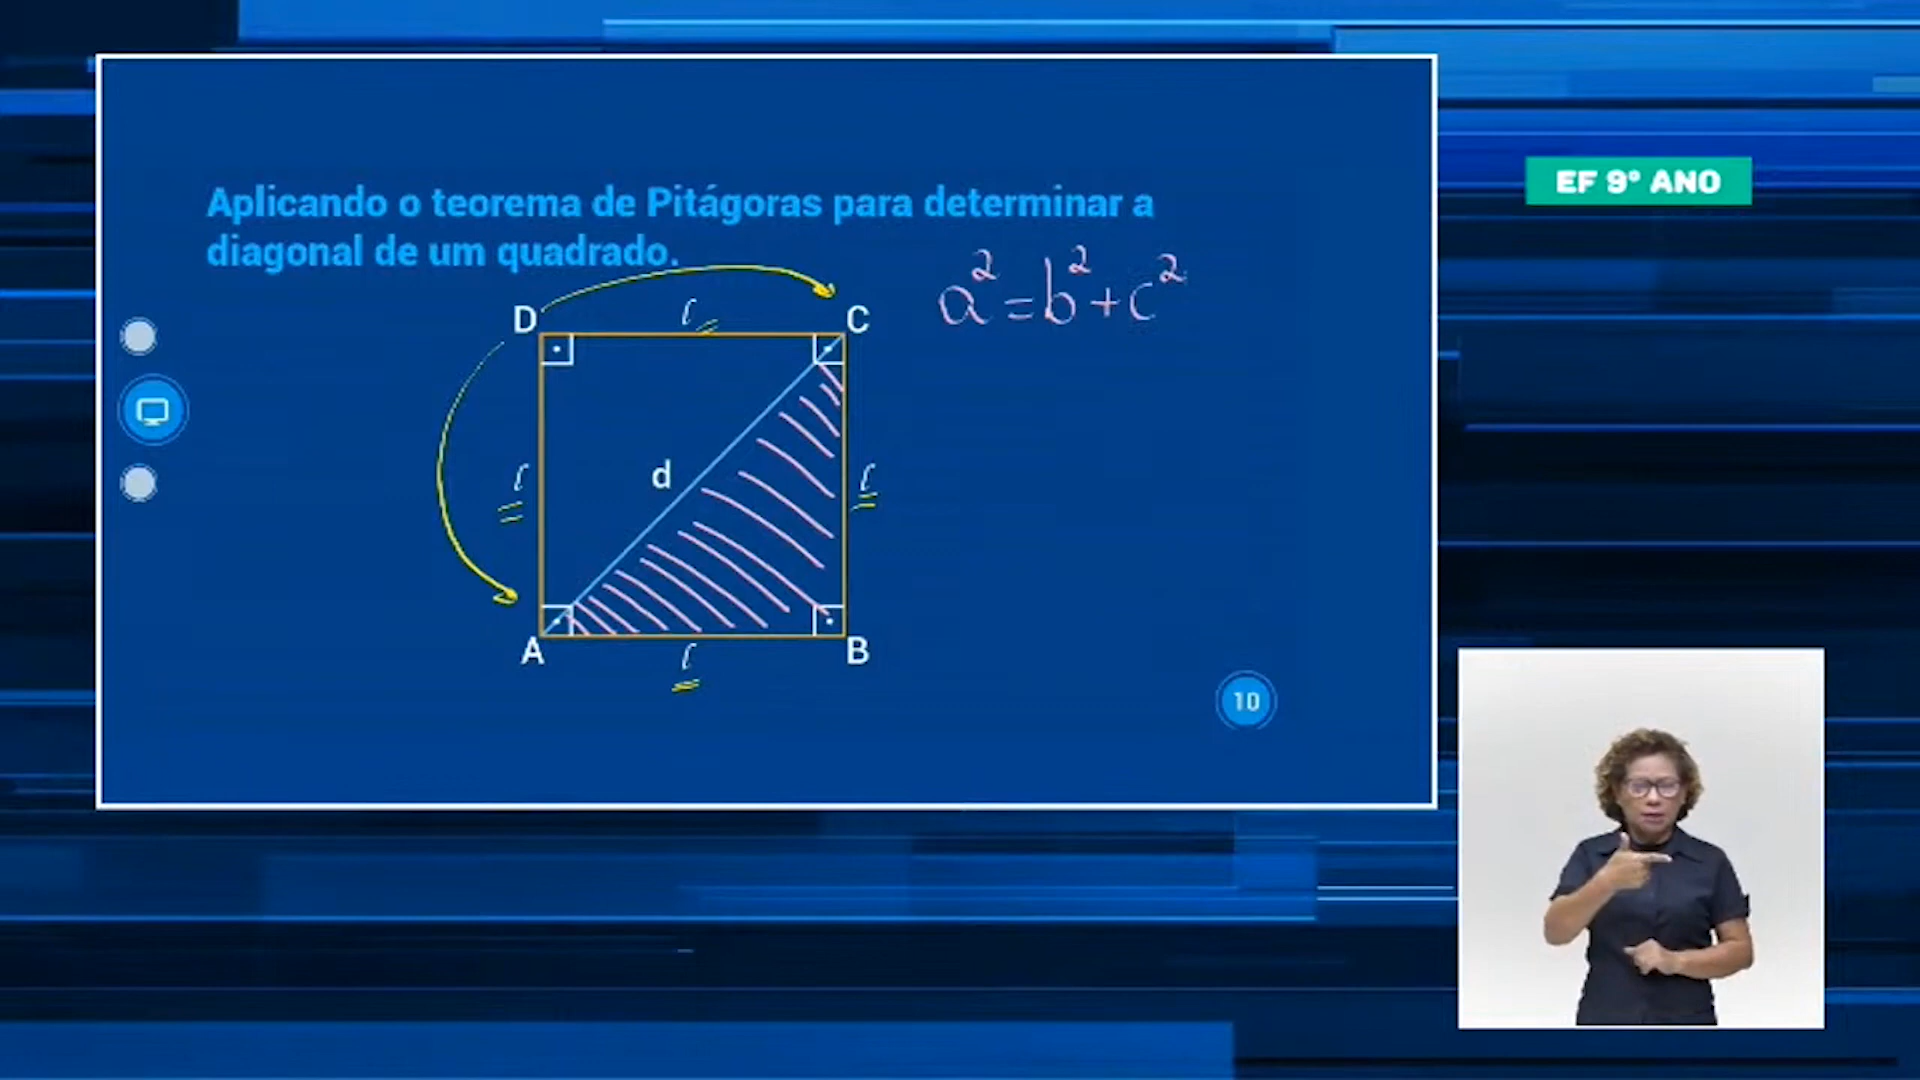 EF 9º ANO
Aplicando o teorema de Pitágoras para determinar a
diagonal de um quadrado.
a²=b²+c²
D
l
C
l
d
l
A
l
B
10